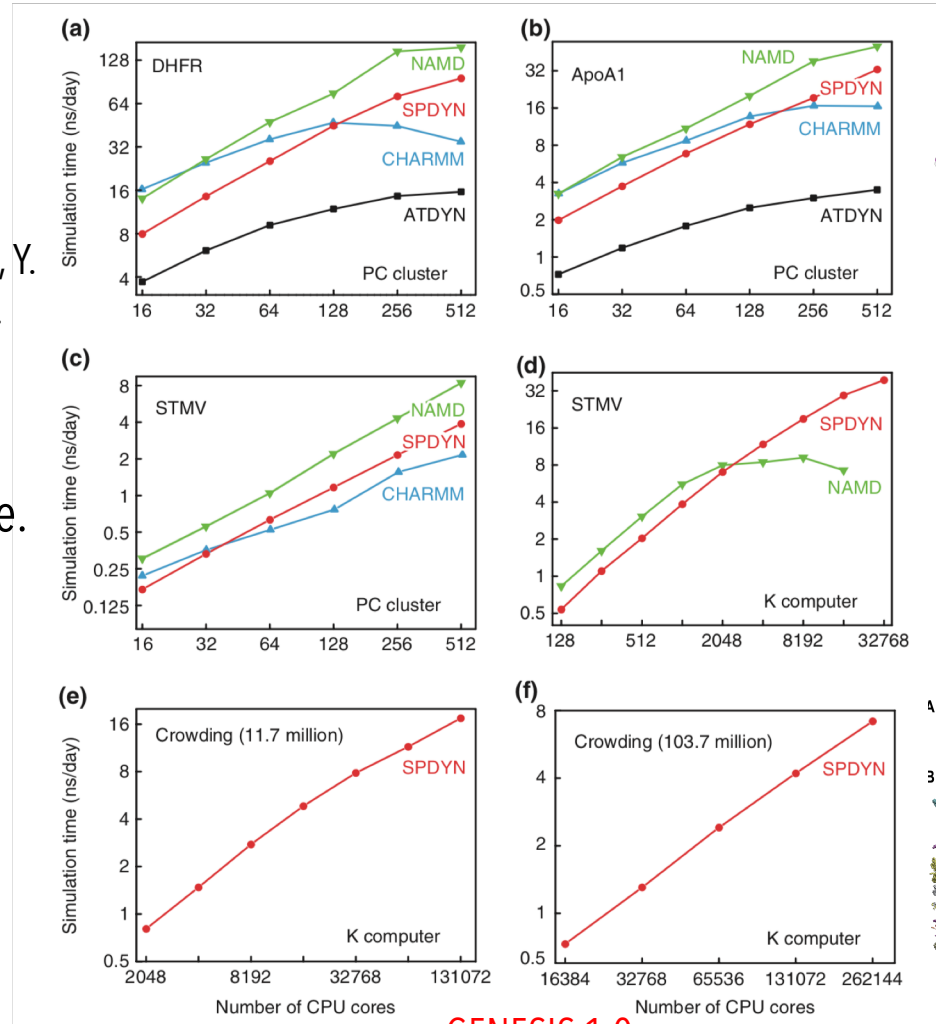 (a)
DHFR
NAMD
SPDYN
CHARMM
ATDYN
PC cluster
Simulation time (ns/day)
128
64
32
16
8
4
16 32 64 128 256 512
(b)
ApoA1
NAMD
SPDYN
CHARMM
ATDYN
PC cluster
32
16
8
4
2
1
0.5
16 32 64 128 256 512
, Y.
(c)
STMV
NAMD
SPDYN
CHARMM
PC cluster
Simulation time (ns/day)
8
4
2
1
0.5
0.25
0.125
16 32 64 128 256 512
(d)
STMV
SPDYN
NAMD
K computer
32
16
8
4
2
1
0.5
128 512 2048 8192 32768
e.
(e)
Crowding (11.7 million)
SPDYN
K computer
Simulation time (ns/day)
16
8
4
2
1
0.5
2048 8192 32768 131072
Number of CPU cores
(f)
Crowding (103.7 million)
SPDYN
K computer
8
4
2
1
0.5
16384 32768 65536 131072 262144
Number of CPU cores
A
B
GENESIS 1.0